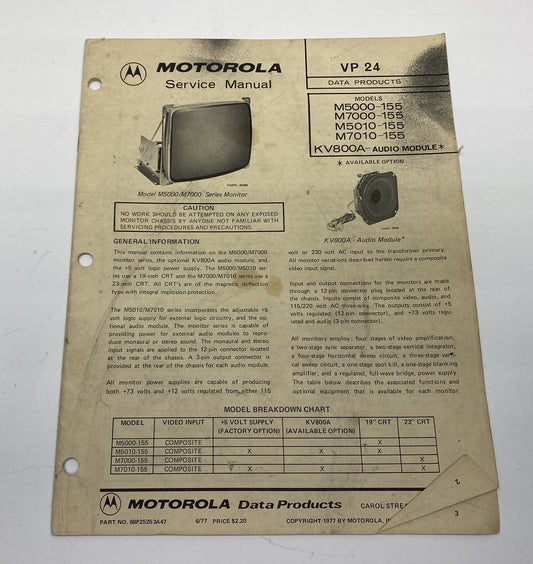 MOTOROLA
Service Manual
VP 24
DATA PRODUCTS
MODELS
M5000-155
M7000-155
M5010-155
M7010-155
KV800A- AUDIO MODULE*
* AVAILABLE OPTION
Model M5000/M7000 Series Monitor
KV800A - Audio Module*
CAUTION
NO WORK SHOULD BE ATTEMPTED ON ANY EXPOSED
MONITOR CHASSIS BY ANYONE NOT FAMILIAR WITH
SERVICING PROCEDURES AND PRECAUTIONS.
GENERAL INFORMATION
This manual contains information on the M5000/M7000
monitor series, the optional KV800A audio module, and
the +5 volt logic power supply. The M5000/M5010 ser-
ies use a 19-inch CRT and the M7000/M7010 series use a
23-inch CRT. All CRT's are of the magnetic deflection
type with integral implosion protection.
The M5010/M7010 series incorporates the adjustable +5
volt logic supply for external logic circuitry, and the op-
tional audio module. The monitor series is capable of
providing power for external audio modules to repro-
duce monaural or stereo sound. The monaural and stereo
input signals are applied to the 12-pin connector located
at the rear of the chassis. A 3-pin output connector is
provided at the rear of the chassis for each audio module.
All monitor power supplies are capable of producing
both +73 volts and +12 volts regulated from either 115
volt or 230 volt AC input to the transformer primary.
All monitor variations described herein require a composite
video input signal.
Input and output connections for the monitors are made
through a 12-pin connector plug located at the rear of
the chassis. Inputs consist of composite video, audio, and
115/220 volt AC three-wire. The outputs consist of +5
volts regulated (12-pin connector), and +73 volts regu-
lated and audio (3-pin connector).
All monitors employ: four stages of video amplification,
a two-stage sync separator, a two-stage vertical integrator,
a four-stage horizontal sweep circuit, a three-stage verti-
cal sweep circuit, a one-stage spot kill, a one-stage blanking
amplifier; and a regulated, full-wave bridge, power supply.
The table below describes the associated functions and
optional equipment that is available for each monitor.
MODEL BREAKDOWN CHART
MODEL VIDEO INPUT +5 VOLT SUPPLY (FACTORY OPTION) KV800A (AVAILABLE OPTION) 19" CRT 23" CRT
M5000-155 COMPOSITE X
M5010-155 COMPOSITE X X X
M7000-155 COMPOSITE X
M7010-155 COMPOSITE X X X
MOTOROLA Data Products CAROL STRE
PART NO. 68P25253A47 6/77 PRICE $2.20 COPYRIGHT 1977 BY MOTOROLA, I
2
3